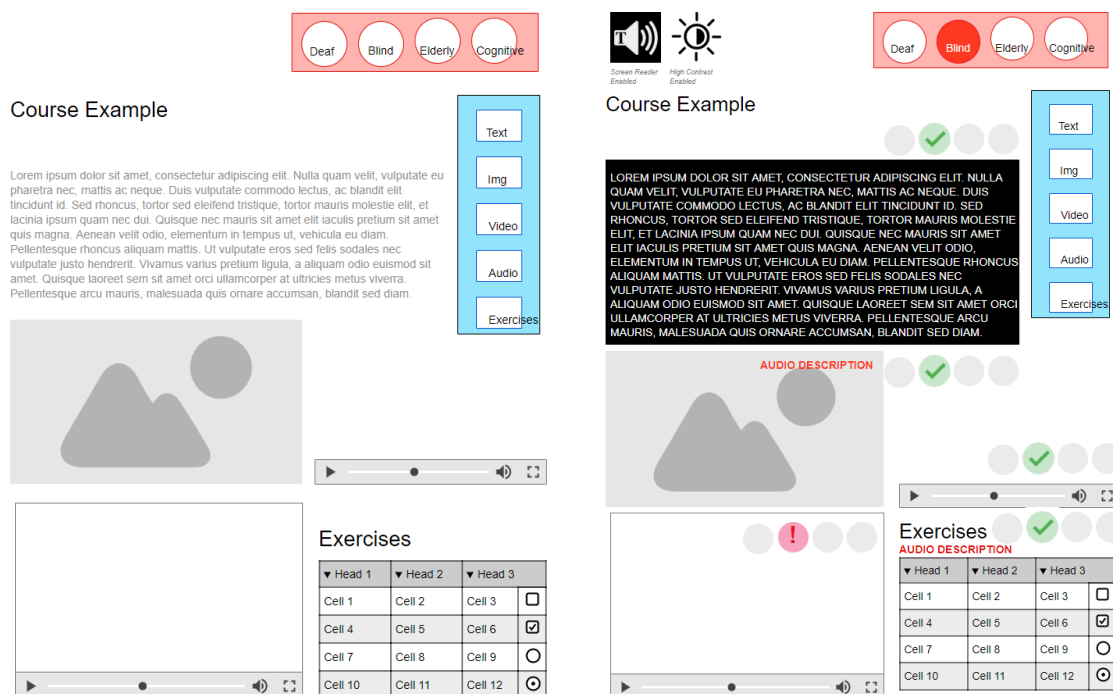 Deaf
Blind
Elderly
Cognitive
Course Example
Text
Img
Video
Audio
Exercises
Lorem ipsum dolor sit amet, consectetur adipiscing elit. Nulla quam velit, vulputate eu
pharetra nec, mattis ac neque. Duis vulputate commodo lectus, ac blandit elit
tincidunt id. Sed rhoncus, tortor sed eleifend tristique, tortor mauris molestie elit, et
lacinia ipsum quam nec dui. Quisque nec mauris sit amet elit iaculis pretium sit amet
quis magna. Aenean velit odio, elementum in tempus ut, vehicula eu diam.
Pellentesque rhoncus aliquam mattis. Ut vulputate eros sed felis sodales nec
vulputate justo hendrerit. Vivamus varius pretium ligula, a aliquam odio euismod sit
amet. Quisque laoreet sem sit amet orci ullamcorper at ultricies metus viverra.
Pellentesque arcu mauris, malesuada quis ornare accumsan, blandit sed diam.
Exercises
Head 1 Head 2 Head 3
Cell 1 Cell 2 Cell 3
Cell 4 Cell 5 Cell 6
Cell 7 Cell 8 Cell 9
Cell 10 Cell 11 Cell 12
T
Screen Reader
Enabled
High Contrast
Enabled
Deaf
Blind
Elderly
Cognitive
Course Example
Text
Img
Video
Audio
Exercises
LOREM IPSUM DOLOR SIT AMET, CONSECTETUR ADIPISCING ELIT. NULLA
QUAM VELIT, VULPUTATE EU PHARETRA NEC, MATTIS AC NEQUE. DUIS
VULPUTATE COMMODO LECTUS, AC BLANDIT ELIT TINCIDUNT ID. SED
RHONCUS, TORTOR SED ELEIFEND TRISTIQUE, TORTOR MAURIS MOLESTIE
ELIT, ET LACINIA IPSUM QUAM NEC DUI. QUISQUE NEC MAURIS SIT AMET
ELIT IACULIS PRETIUM SIT AMET QUIS MAGNA. AENEAN VELIT ODIO,
ELEMENTUM IN TEMPUS UT, VEHICULA EU DIAM. PELLENTESQUE RHONCUS
ALIQUAM MATTIS. UT VULPUTATE EROS SED FELIS SODALES NEC
VULPUTATE JUSTO HENDRERIT. VIVAMUS VARIUS PRETIUM LIGULA, A
ALIQUAM ODIO EUISMOD SIT AMET. QUISQUE LAOREET SEM SIT AMET ORCI
ULLAMCORPER AT ULTRICIES METUS VIVERRA. PELLENTESQUE ARCU
MAURIS, MALESUADA QUIS ORNARE ACCUMSAN, BLANDIT SED DIAM.
AUDIO DESCRIPTION
!
Exercises
AUDIO DESCRIPTION
Head 1 Head 2 Head 3
Cell 1 Cell 2 Cell 3
Cell 4 Cell 5 Cell 6
Cell 7 Cell 8 Cell 9
Cell 10 Cell 11 Cell 12